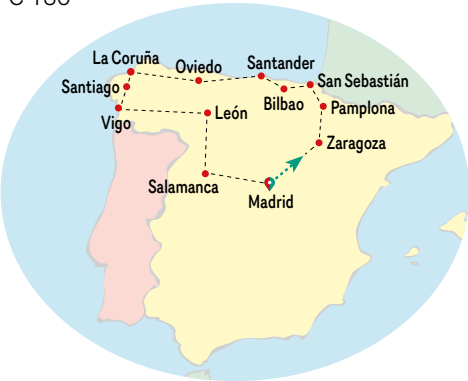 La Coruña
Oviedo
Santander
Santiago
San Sebastián
Bilbao
Pamplona
Vigo
León
Zaragoza
Salamanca
Madrid